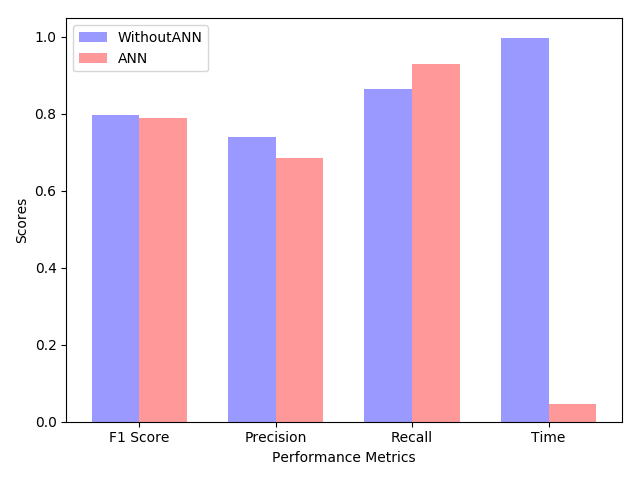 WithoutANN
ANN
1.0
0.8
0.6
0.4
0.2
0.0
Scores
F1 Score
Precision
Recall
Time
Performance Metrics